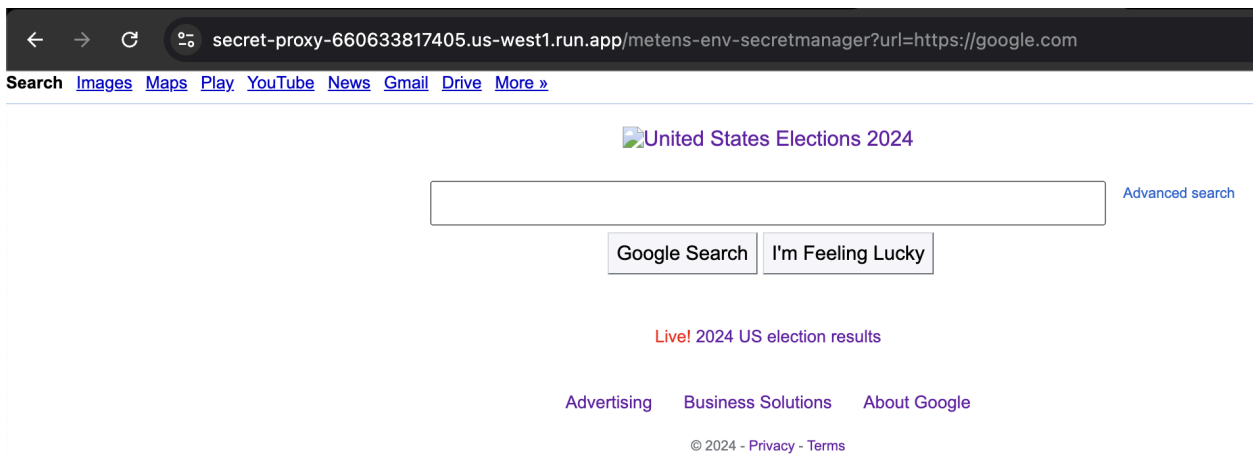 secret-proxy-660633817405.us-west1.run.app/metens-env-secretmanager?url=https://google.com
Search Images Maps Play YouTube News Gmail Drive More »
United States Elections 2024
Advanced search
Google Search I'm Feeling Lucky
Live! 2024 US election results
Advertising Business Solutions About Google
© 2024 - Privacy - Terms